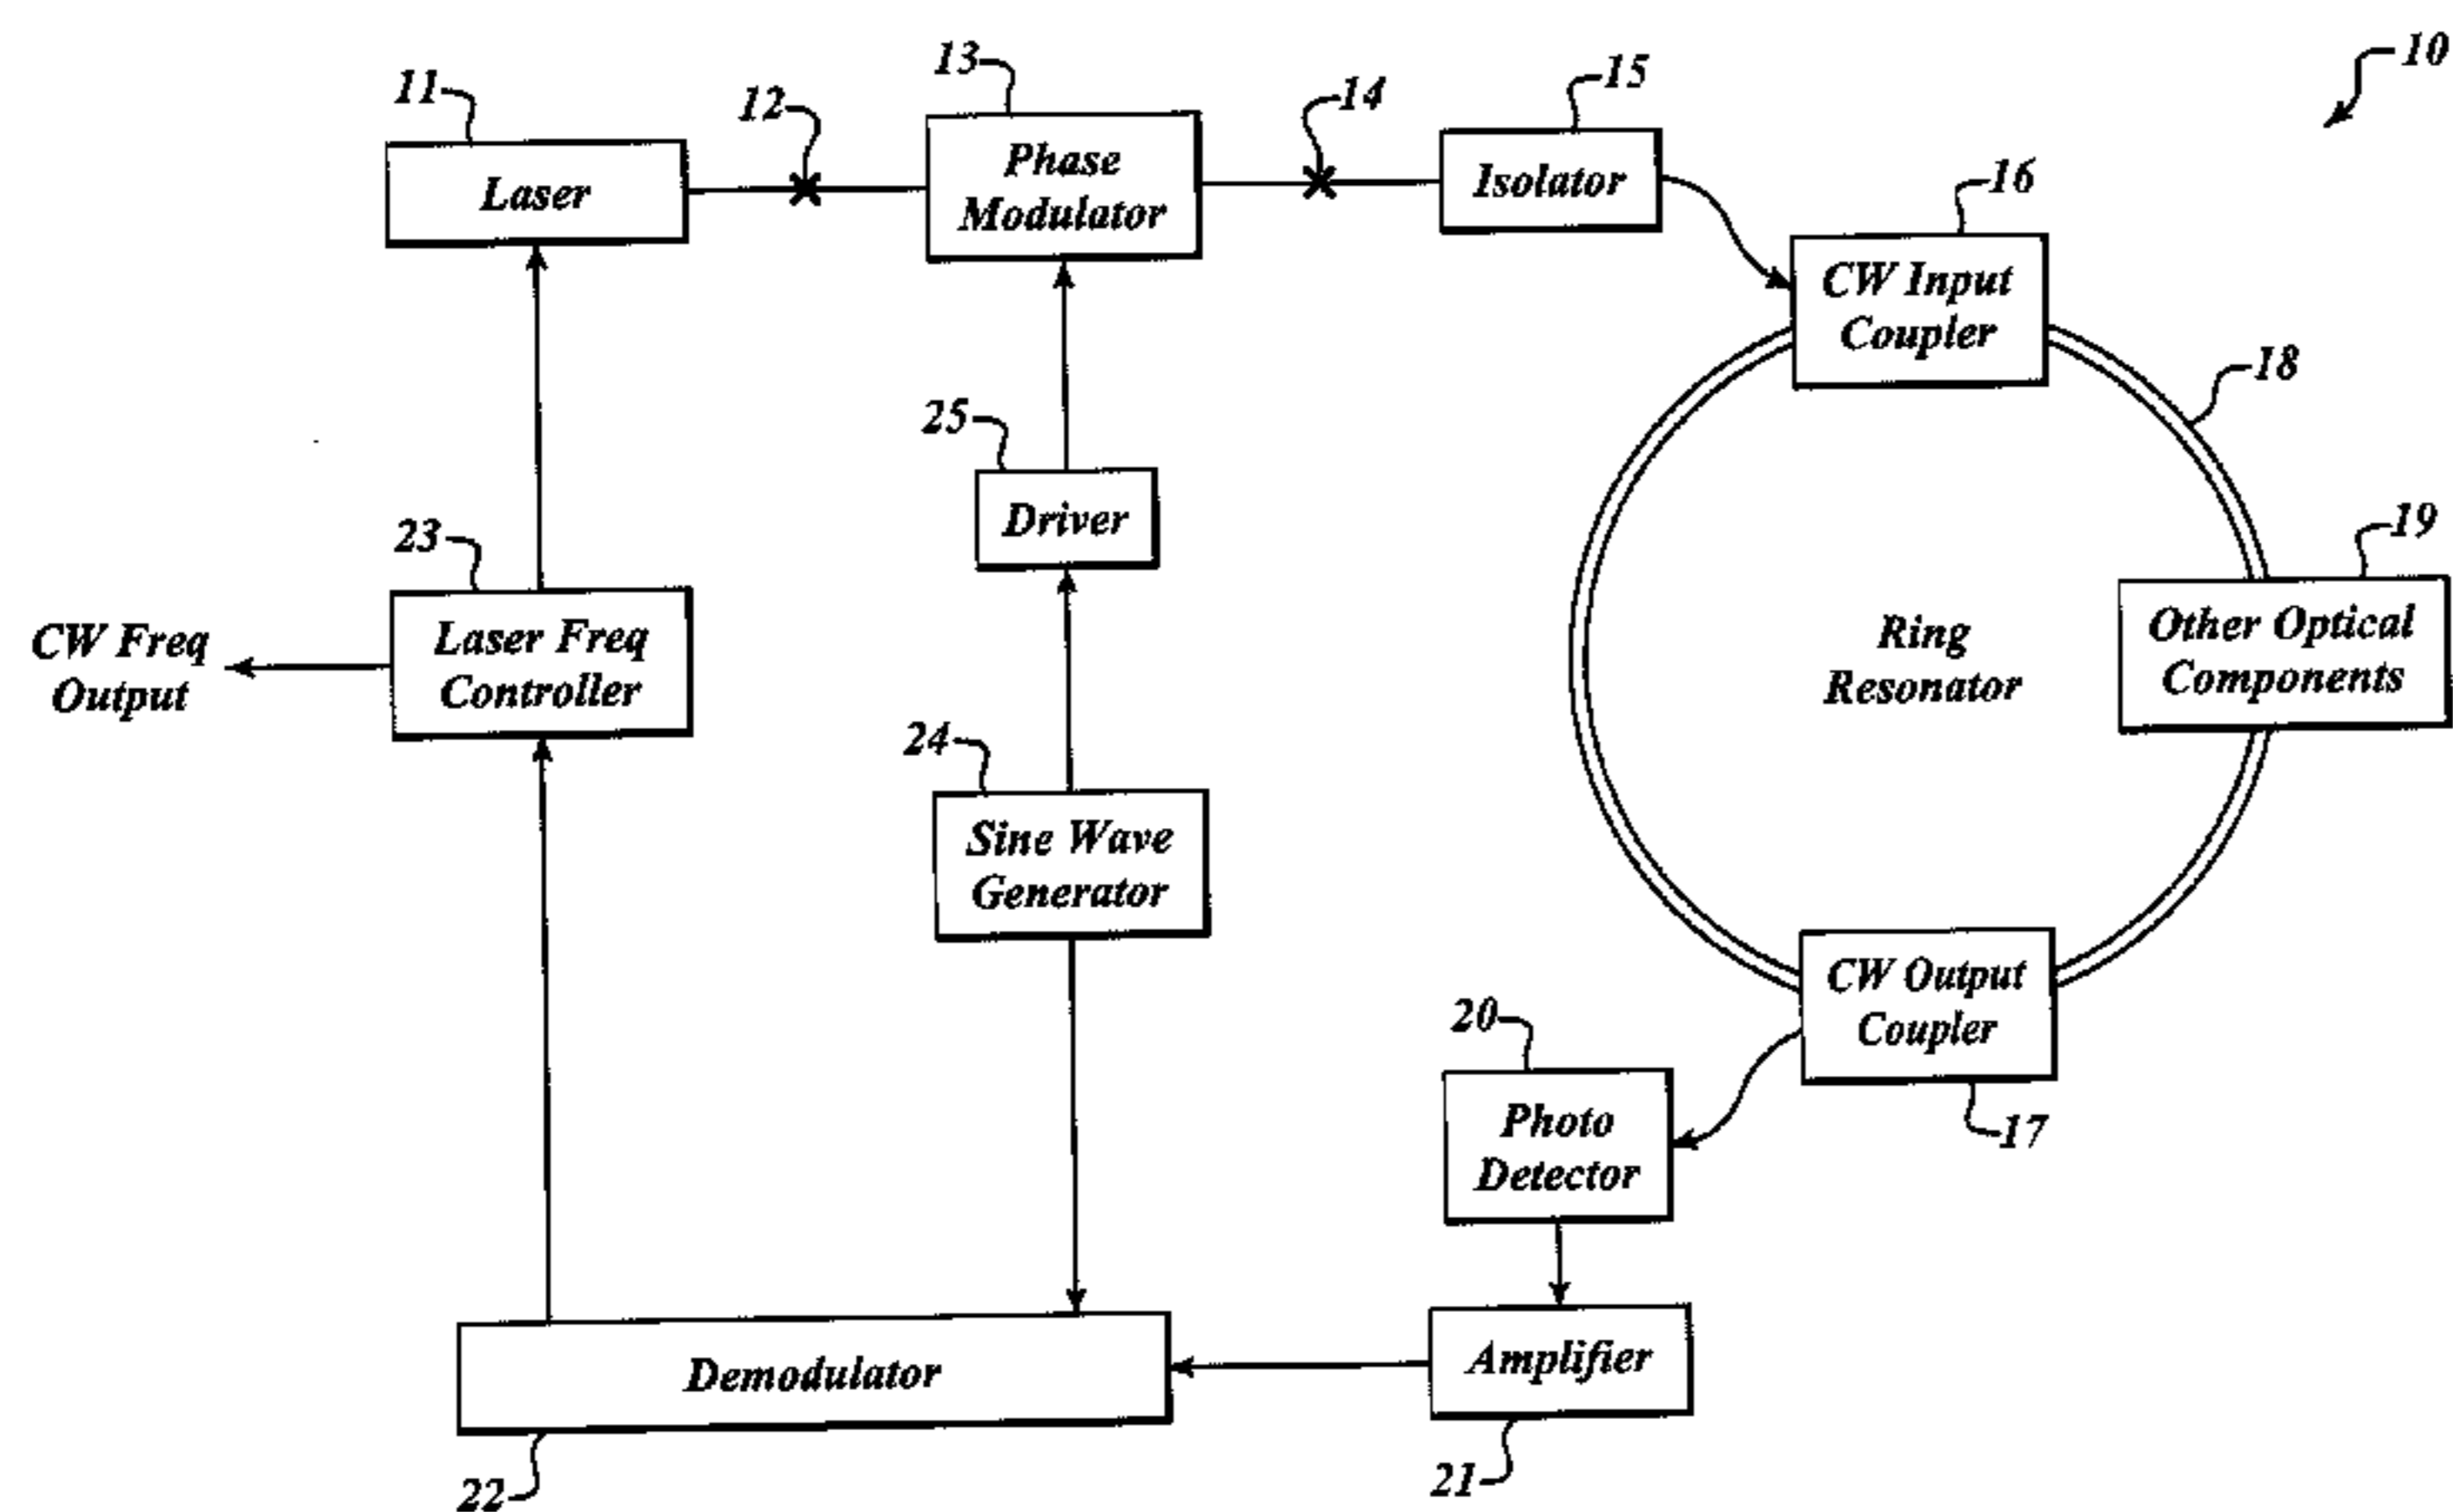 10
11
12
13
14
15
Laser
Phase
Modulator
Isolator
16
CW Input
Coupler
18
25
Driver
19
23
Laser Freq
Controller
CW Freq
Output
Ring
Resonator
Other Optical
Components
24
Sine Wave
Generator
CW Output
Coupler
17
20
Photo
Detector
Demodulator
22
Amplifier
21